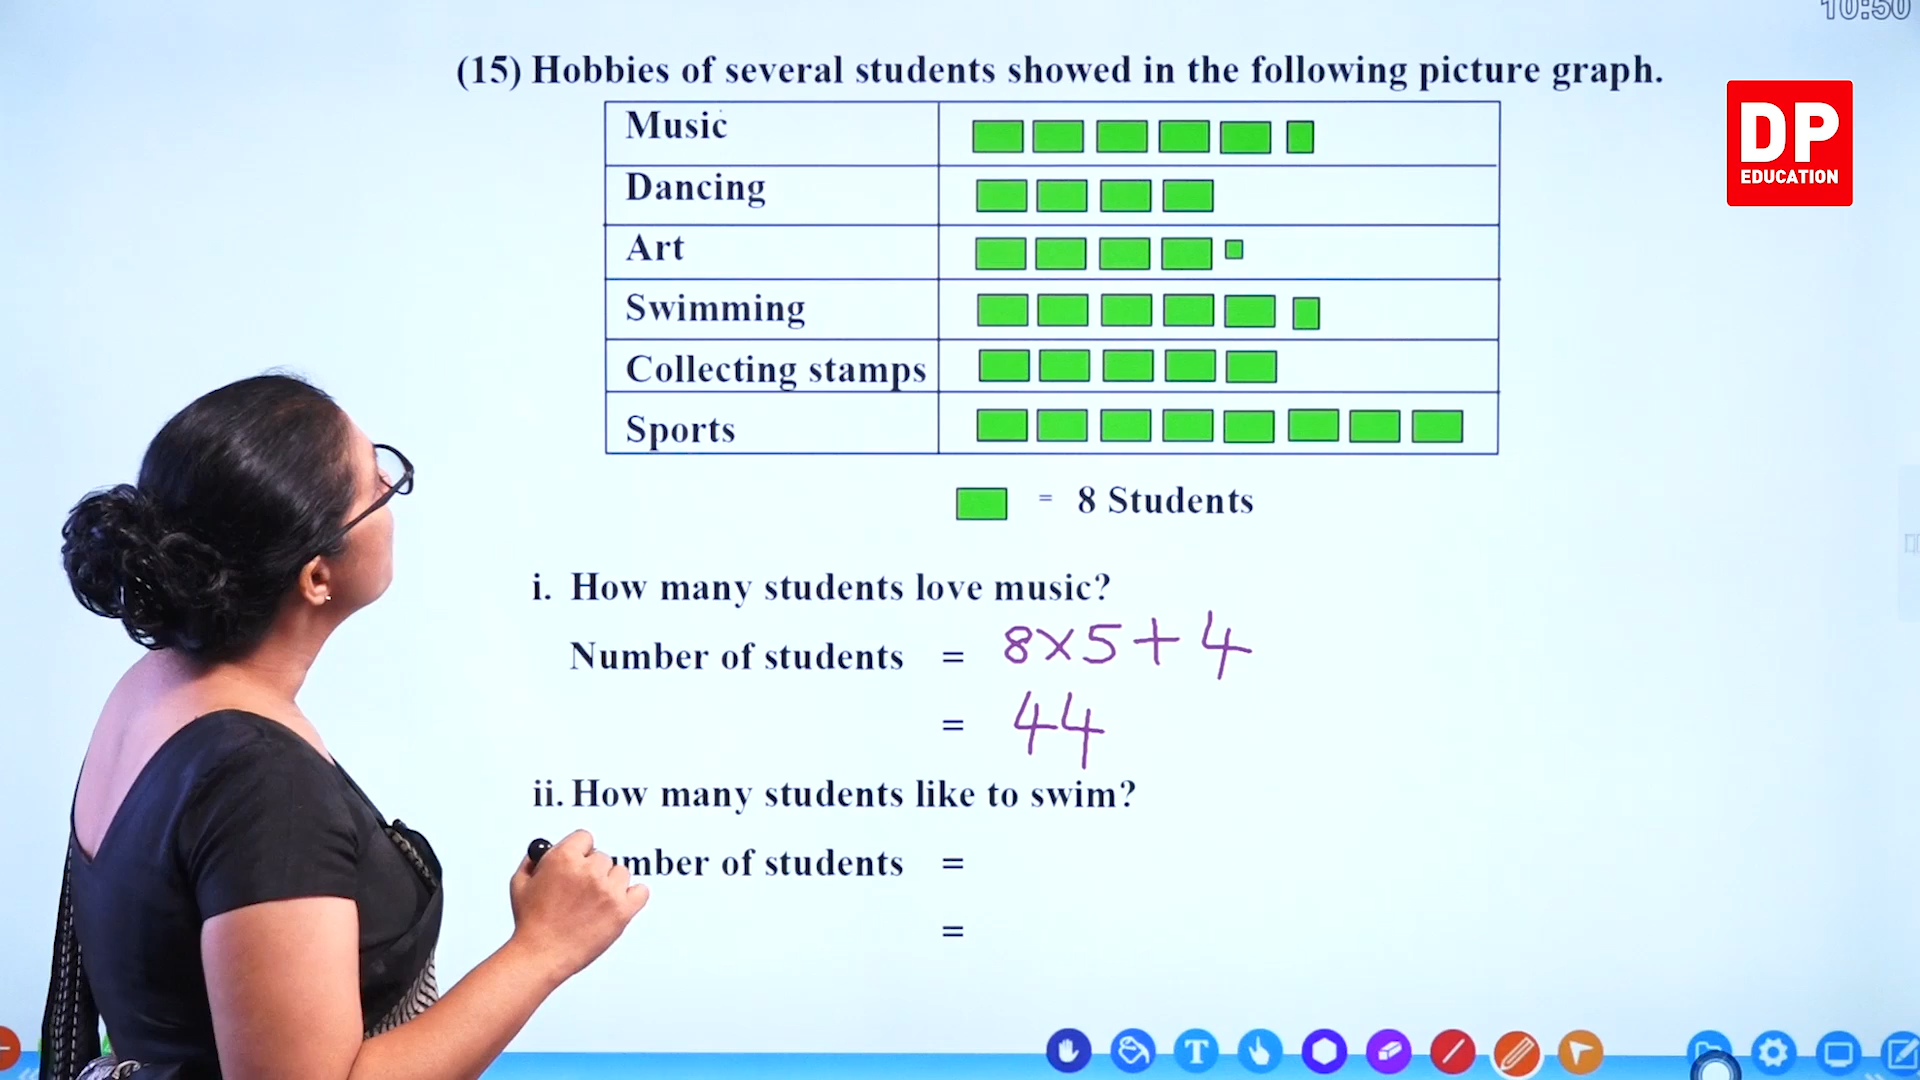 10:50
(15) Hobbies of several students showed in the following picture graph.
DP
EDUCATION
Music
Dancing
Art
Swimming
Collecting stamps
Sports
= 8 Students
i. How many students love music?
Number of students = 8×5+4
= 44
ii. How many students like to swim?
umber of students =
=
T